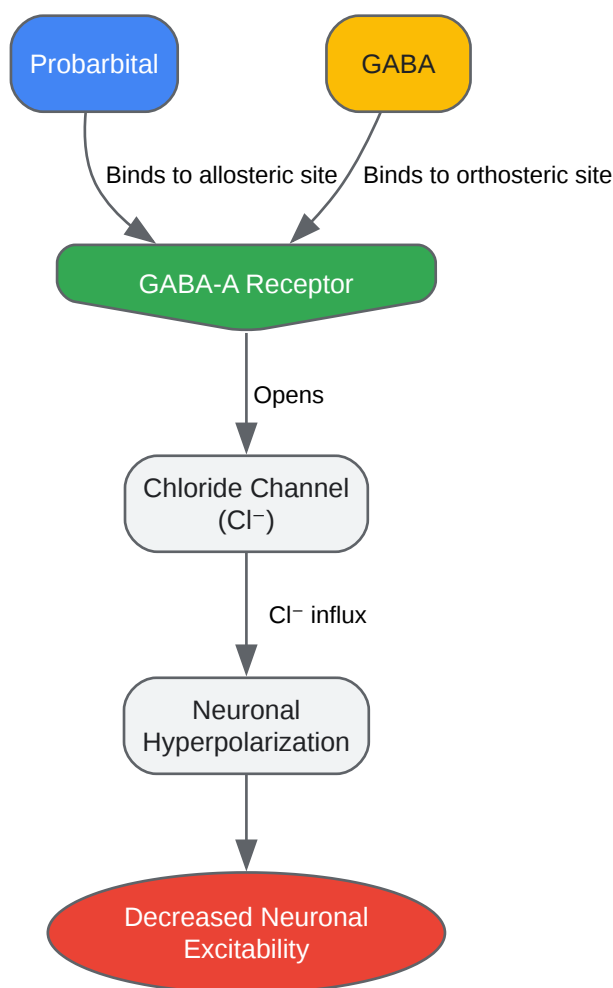 Probarbital
GABA
Binds to allosteric site
Binds to orthosteric site
GABA-A Receptor
Opens
Chloride Channel
(Cl⁻)
Cl⁻ influx
Neuronal
Hyperpolarization
Decreased Neuronal
Excitability